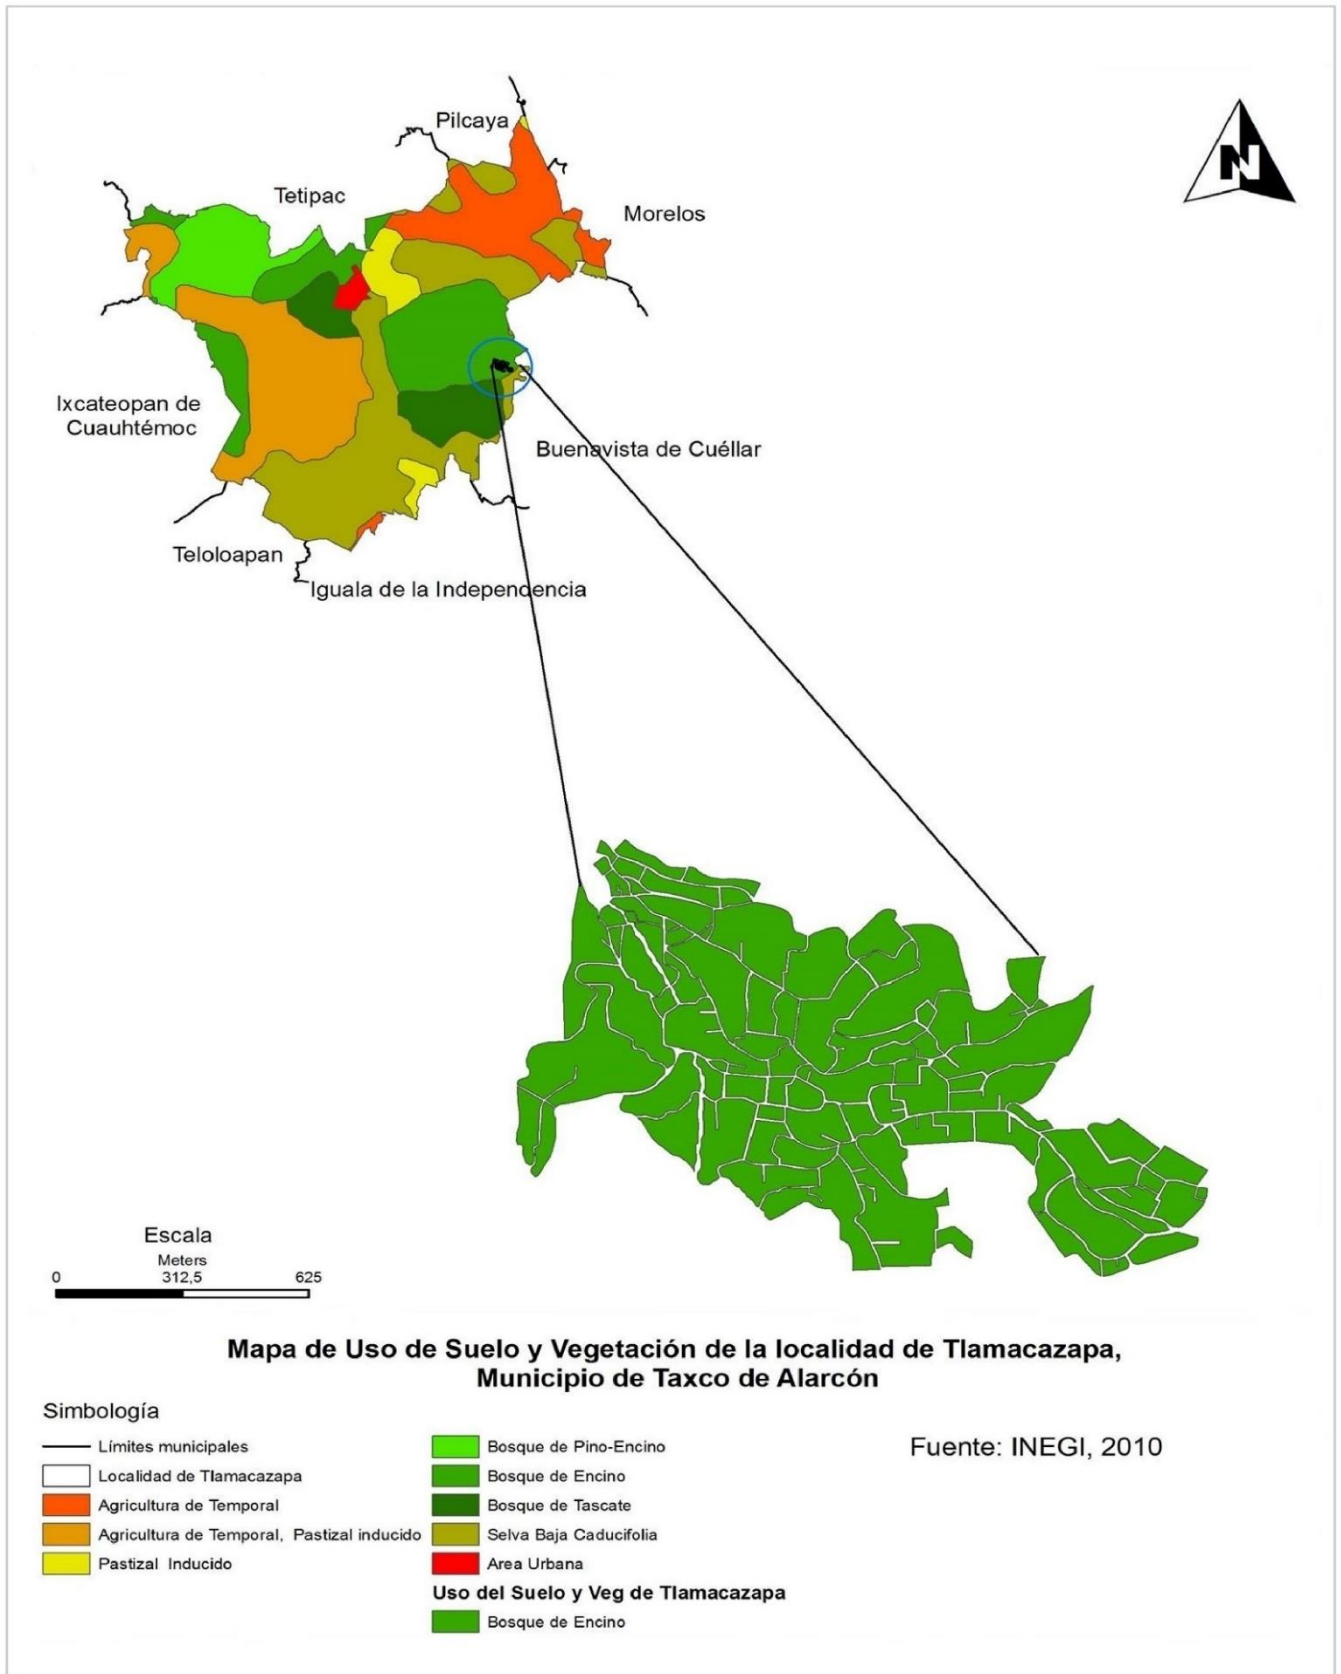 Pilcaya
N
Tetipac
Morelos
Ixcateopan de
Cuauhtémoc
Buenavista de Cuéllar
Teloloapan
Iguala de la Independencia
Escala
Meters
0 312,5 625
Mapa de Uso de Suelo y Vegetación de la localidad de Tlamacazapa,
Municipio de Taxco de Alarcón
Simbología
Límites municipales
Localidad de Tlamacazapa
Agricultura de Temporal
Agricultura de Temporal, Pastizal inducido
Pastizal Inducido
Bosque de Pino-Encino
Bosque de Encino
Bosque de Tascate
Selva Baja Caducifolia
Area Urbana
Uso del Suelo y Veg de Tlamacazapa
Bosque de Encino
Fuente: INEGI, 2010